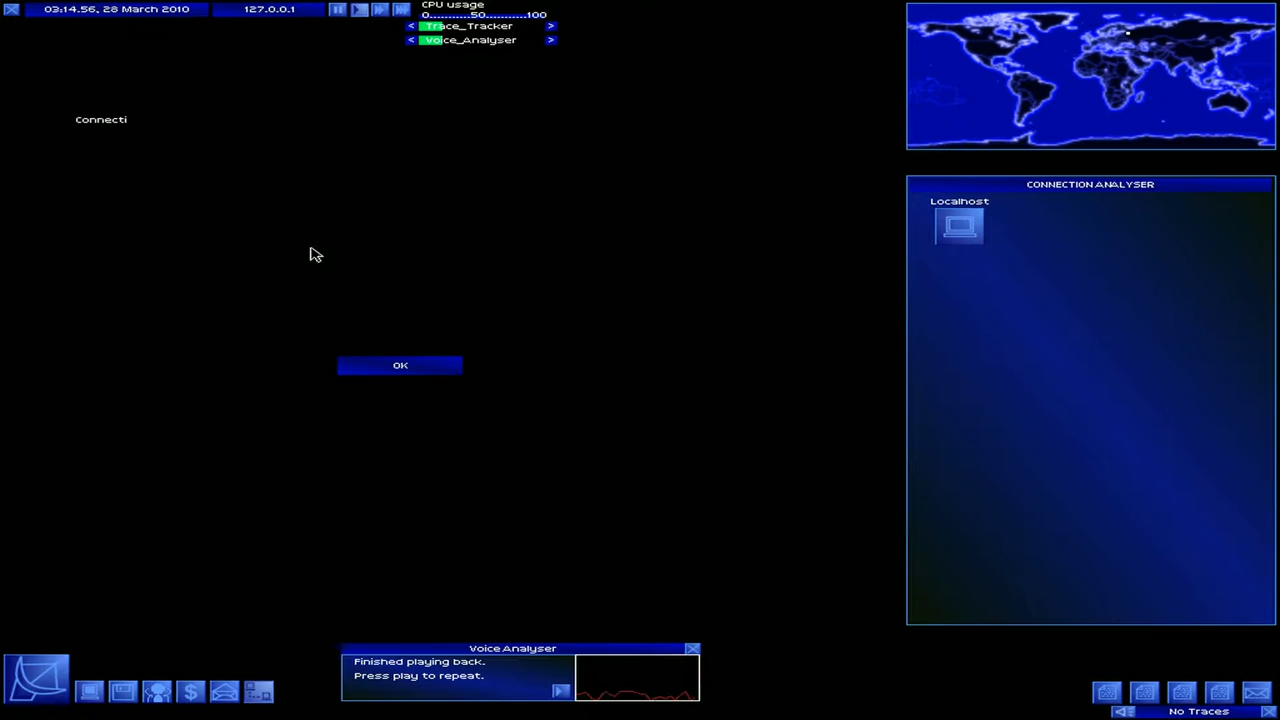 03:14.56, 28 March 2010
127.0.0.1
CPU usage
0...........50...........100
< Trace_Tracker >
< Voice_Analyser >
Connecti
OK
CONNECTION ANALYSER
Localhost
Voice Analyser
Finished playing back.
Press play to repeat.
$
No Traces